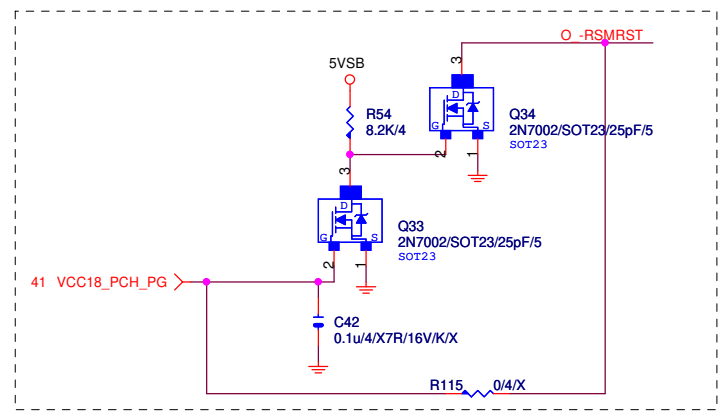 O_-RSMRST
5VSB
3
D
G
S
2
1
Q34
2N7002/SOT23/25pF/5
SOT23
R54
8.2K/4
3
D
G
S
2
1
Q33
2N7002/SOT23/25pF/5
SOT23
41 VCC18_PCH_PG
C42
0.1u/4/X7R/16V/K/X
R115 0/4/X